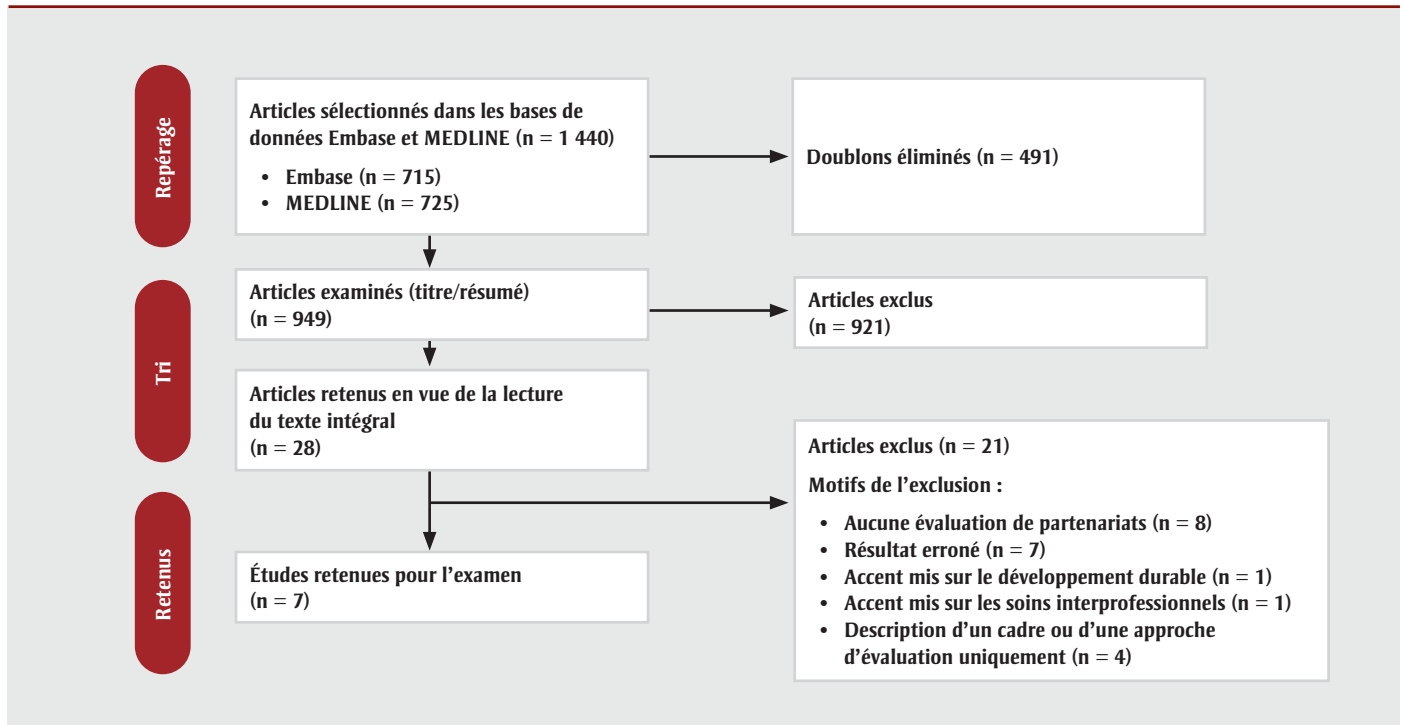 Repérage
Articles sélectionnés dans les bases de
données Embase et MEDLINE (n = 1 440)
• Embase (n = 715)
• MEDLINE (n = 725)
Doublons éliminés (n = 491)
Tri
Articles examinés (titre/résumé)
(n = 949)
Articles exclus
(n = 921)
Articles retenus en vue de la lecture
du texte intégral
(n = 28)
Articles exclus (n = 21)
Motifs de l’exclusion :
• Aucune évaluation de partenariats (n = 8)
• Résultat erroné (n = 7)
• Accent mis sur le développement durable (n = 1)
• Accent mis sur les soins interprofessionnels (n = 1)
• Description d’un cadre ou d’une approche
d’évaluation uniquement (n = 4)
Retenus
Études retenues pour l’examen
(n = 7)